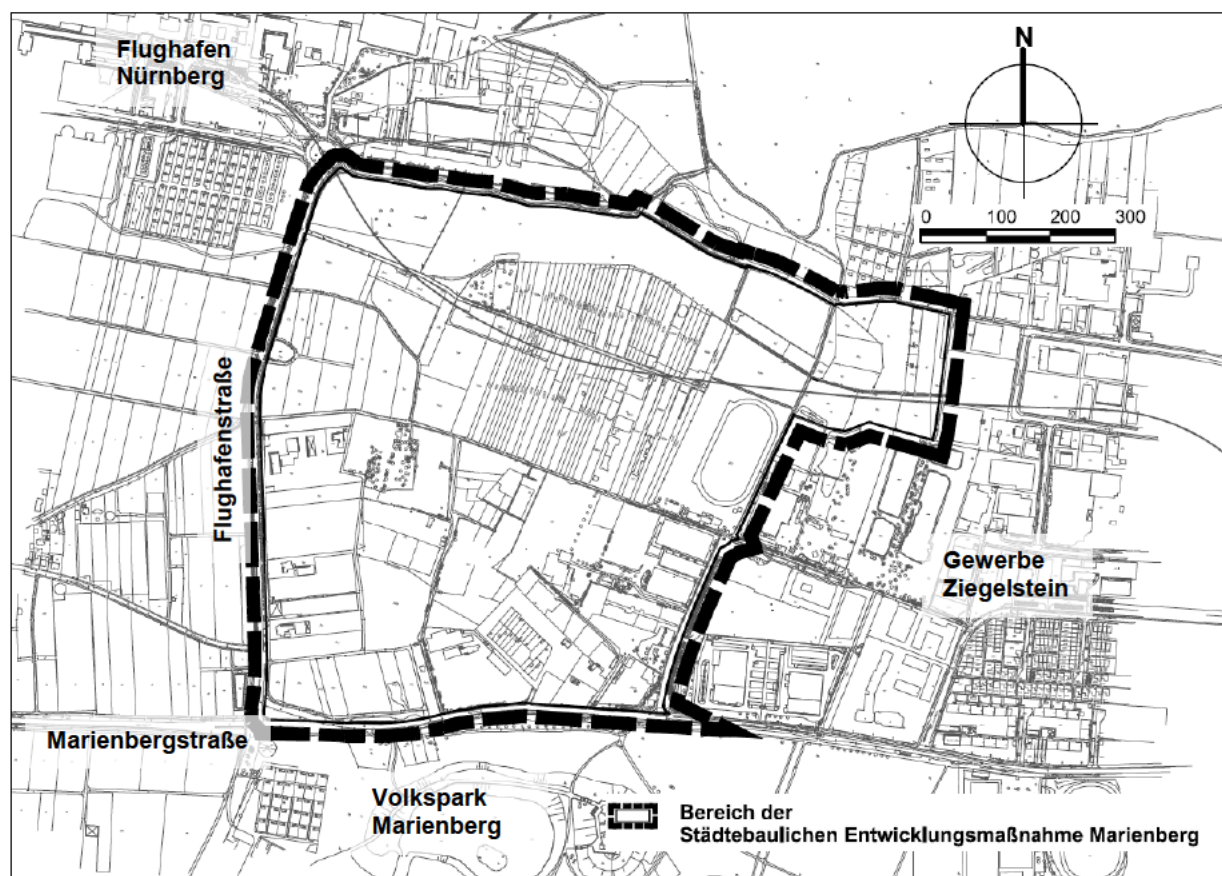 Flughafen
Nürnberg
N
0 100 200 300
Flughafenstraße
Gewerbe
Ziegelstein
Marienbergstraße
Volkspark
Marienberg
Bereich der
Städtebaulichen Entwicklungsmaßnahme Marienberg